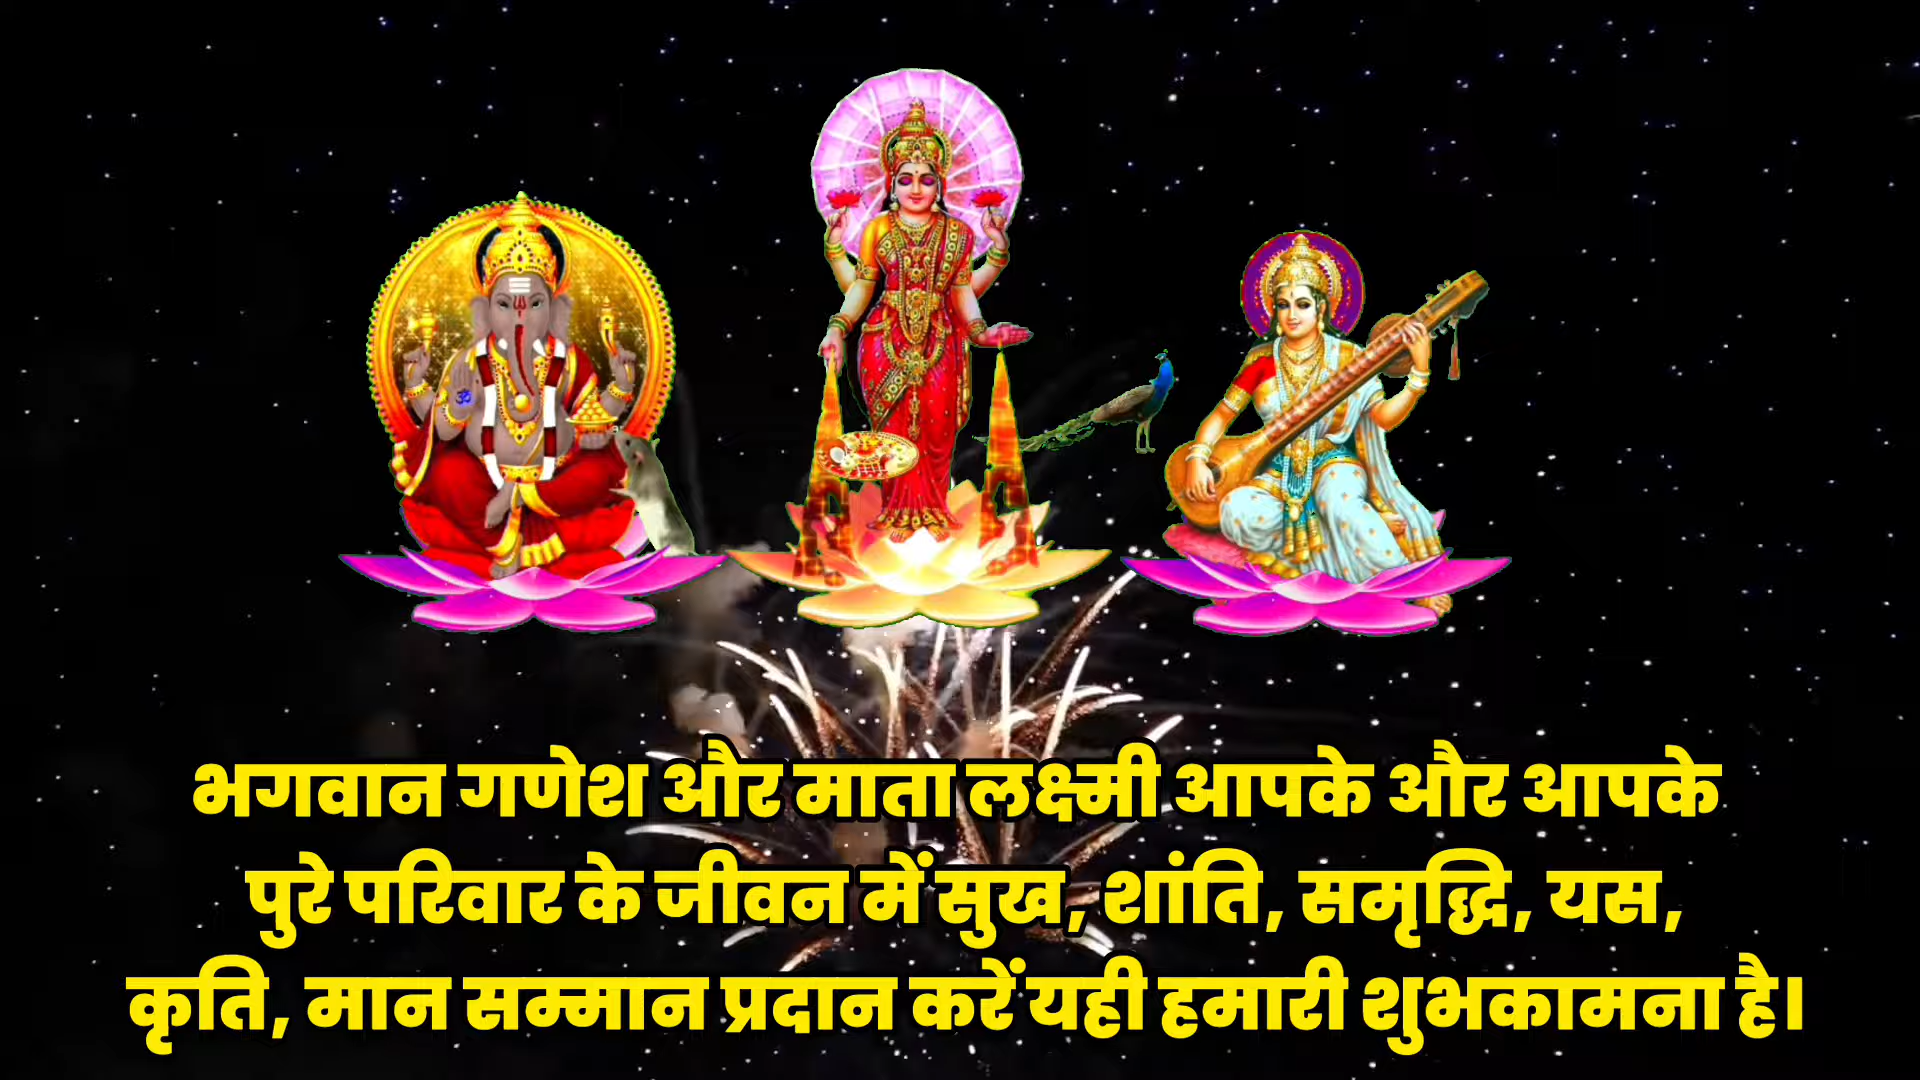 भगवान गणेश और माता लक्ष्मी आपके और आपके
पुरे परिवार के जीवन में सुख, शांति, समृद्धि, यस,
कृति, मान सम्मान प्रदान करें यही हमारी शुभकामना है।
ॐ